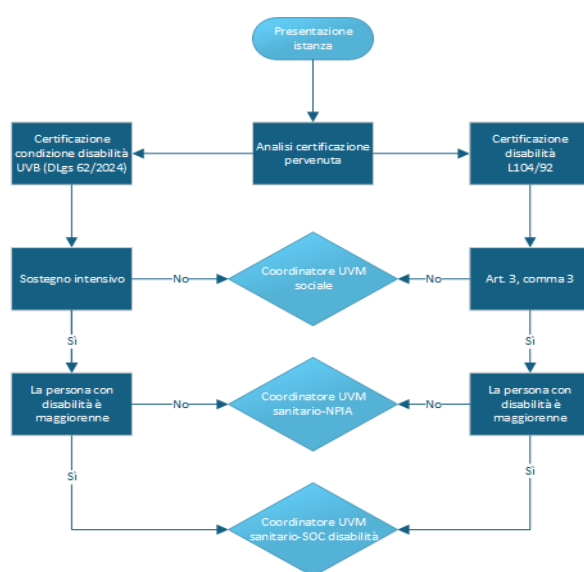 Presentazione
istanza
Certificazione
condizione disabilità
UVB (DLgs 62/2024)
Analisi certificazione
pervenuta
Certificazione
disabilità
L104/92
Sostegno intensivo
No
Coordinatore UVM
sociale
No
Art. 3, comma 3
Sì
Sì
La persona con
disabilità è
maggiorenne
No
Coordinatore UVM
sanitario-NPIA
No
La persona con
disabilità è
maggiorenne
Sì
Sì
Coordinatore UVM
sanitario-SOC disabilità